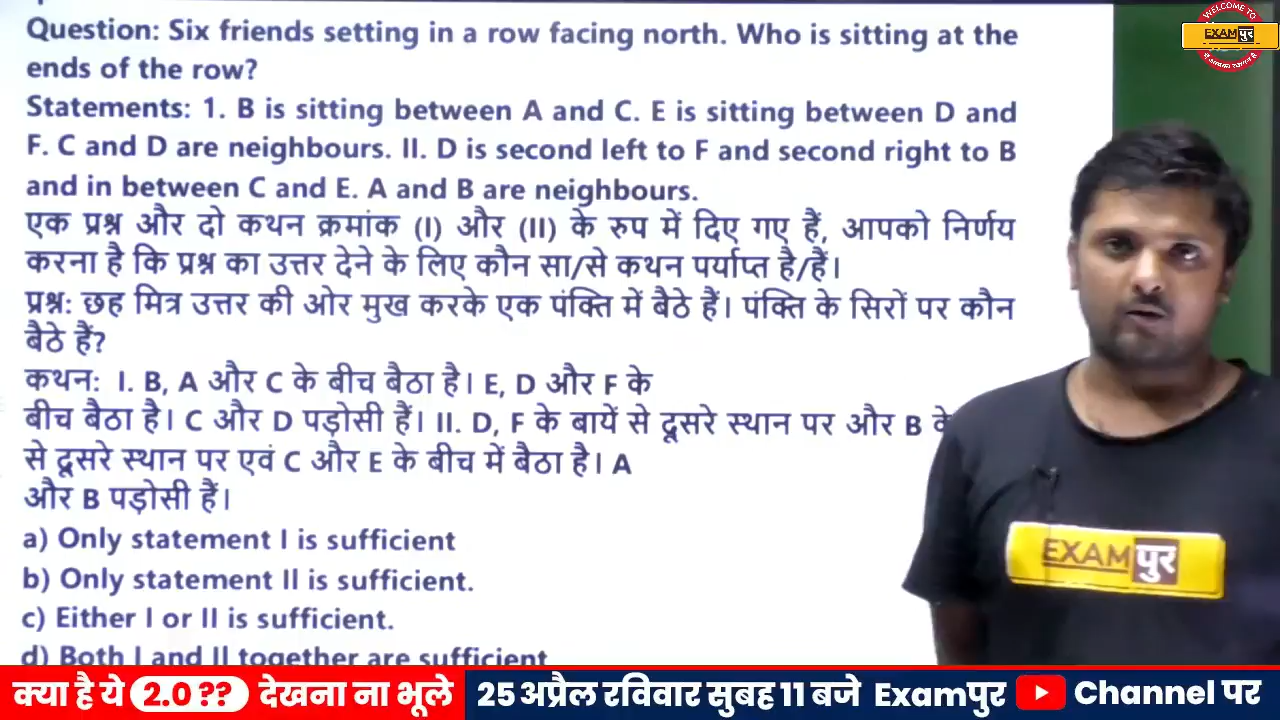 Question: Six friends setting in a row facing north. Who is sitting at the
ends of the row?
Statements: 1. B is sitting between A and C. E is sitting between D and
F. C and D are neighbours. II. D is second left to F and second right to B
and in between C and E. A and B are neighbours.
एक प्रश्न और दो कथन क्रमांक (I) और (II) के रुप में दिए गए हैं, आपको निर्णय
करना है कि प्रश्न का उत्तर देने के लिए कौन सा/से कथन पर्याप्त है/हैं।
प्रश्न: छह मित्र उत्तर की ओर मुख करके एक पंक्ति में बैठे हैं। पंक्ति के सिरों पर कौन
बैठे हैं?
कथन: I. B, A और C के बीच बैठा है। E, D और F के
बीच बैठा है। C और D पड़ोसी हैं। II. D, F के बायें से दूसरे स्थान पर और B के
से दूसरे स्थान पर एवं C और E के बीच में बैठा है। A
और B पड़ोसी हैं।
a) Only statement I is sufficient
b) Only statement II is sufficient.
c) Either I or II is sufficient.
d) Both I and II together are sufficient
WELCOME TO
EXAMपुर
EXAMपुर
क्या है ये 2.0 ?? देखना ना भूले 25 अप्रैल रविवार सुबह 11 बजे Examपुर Channel पर